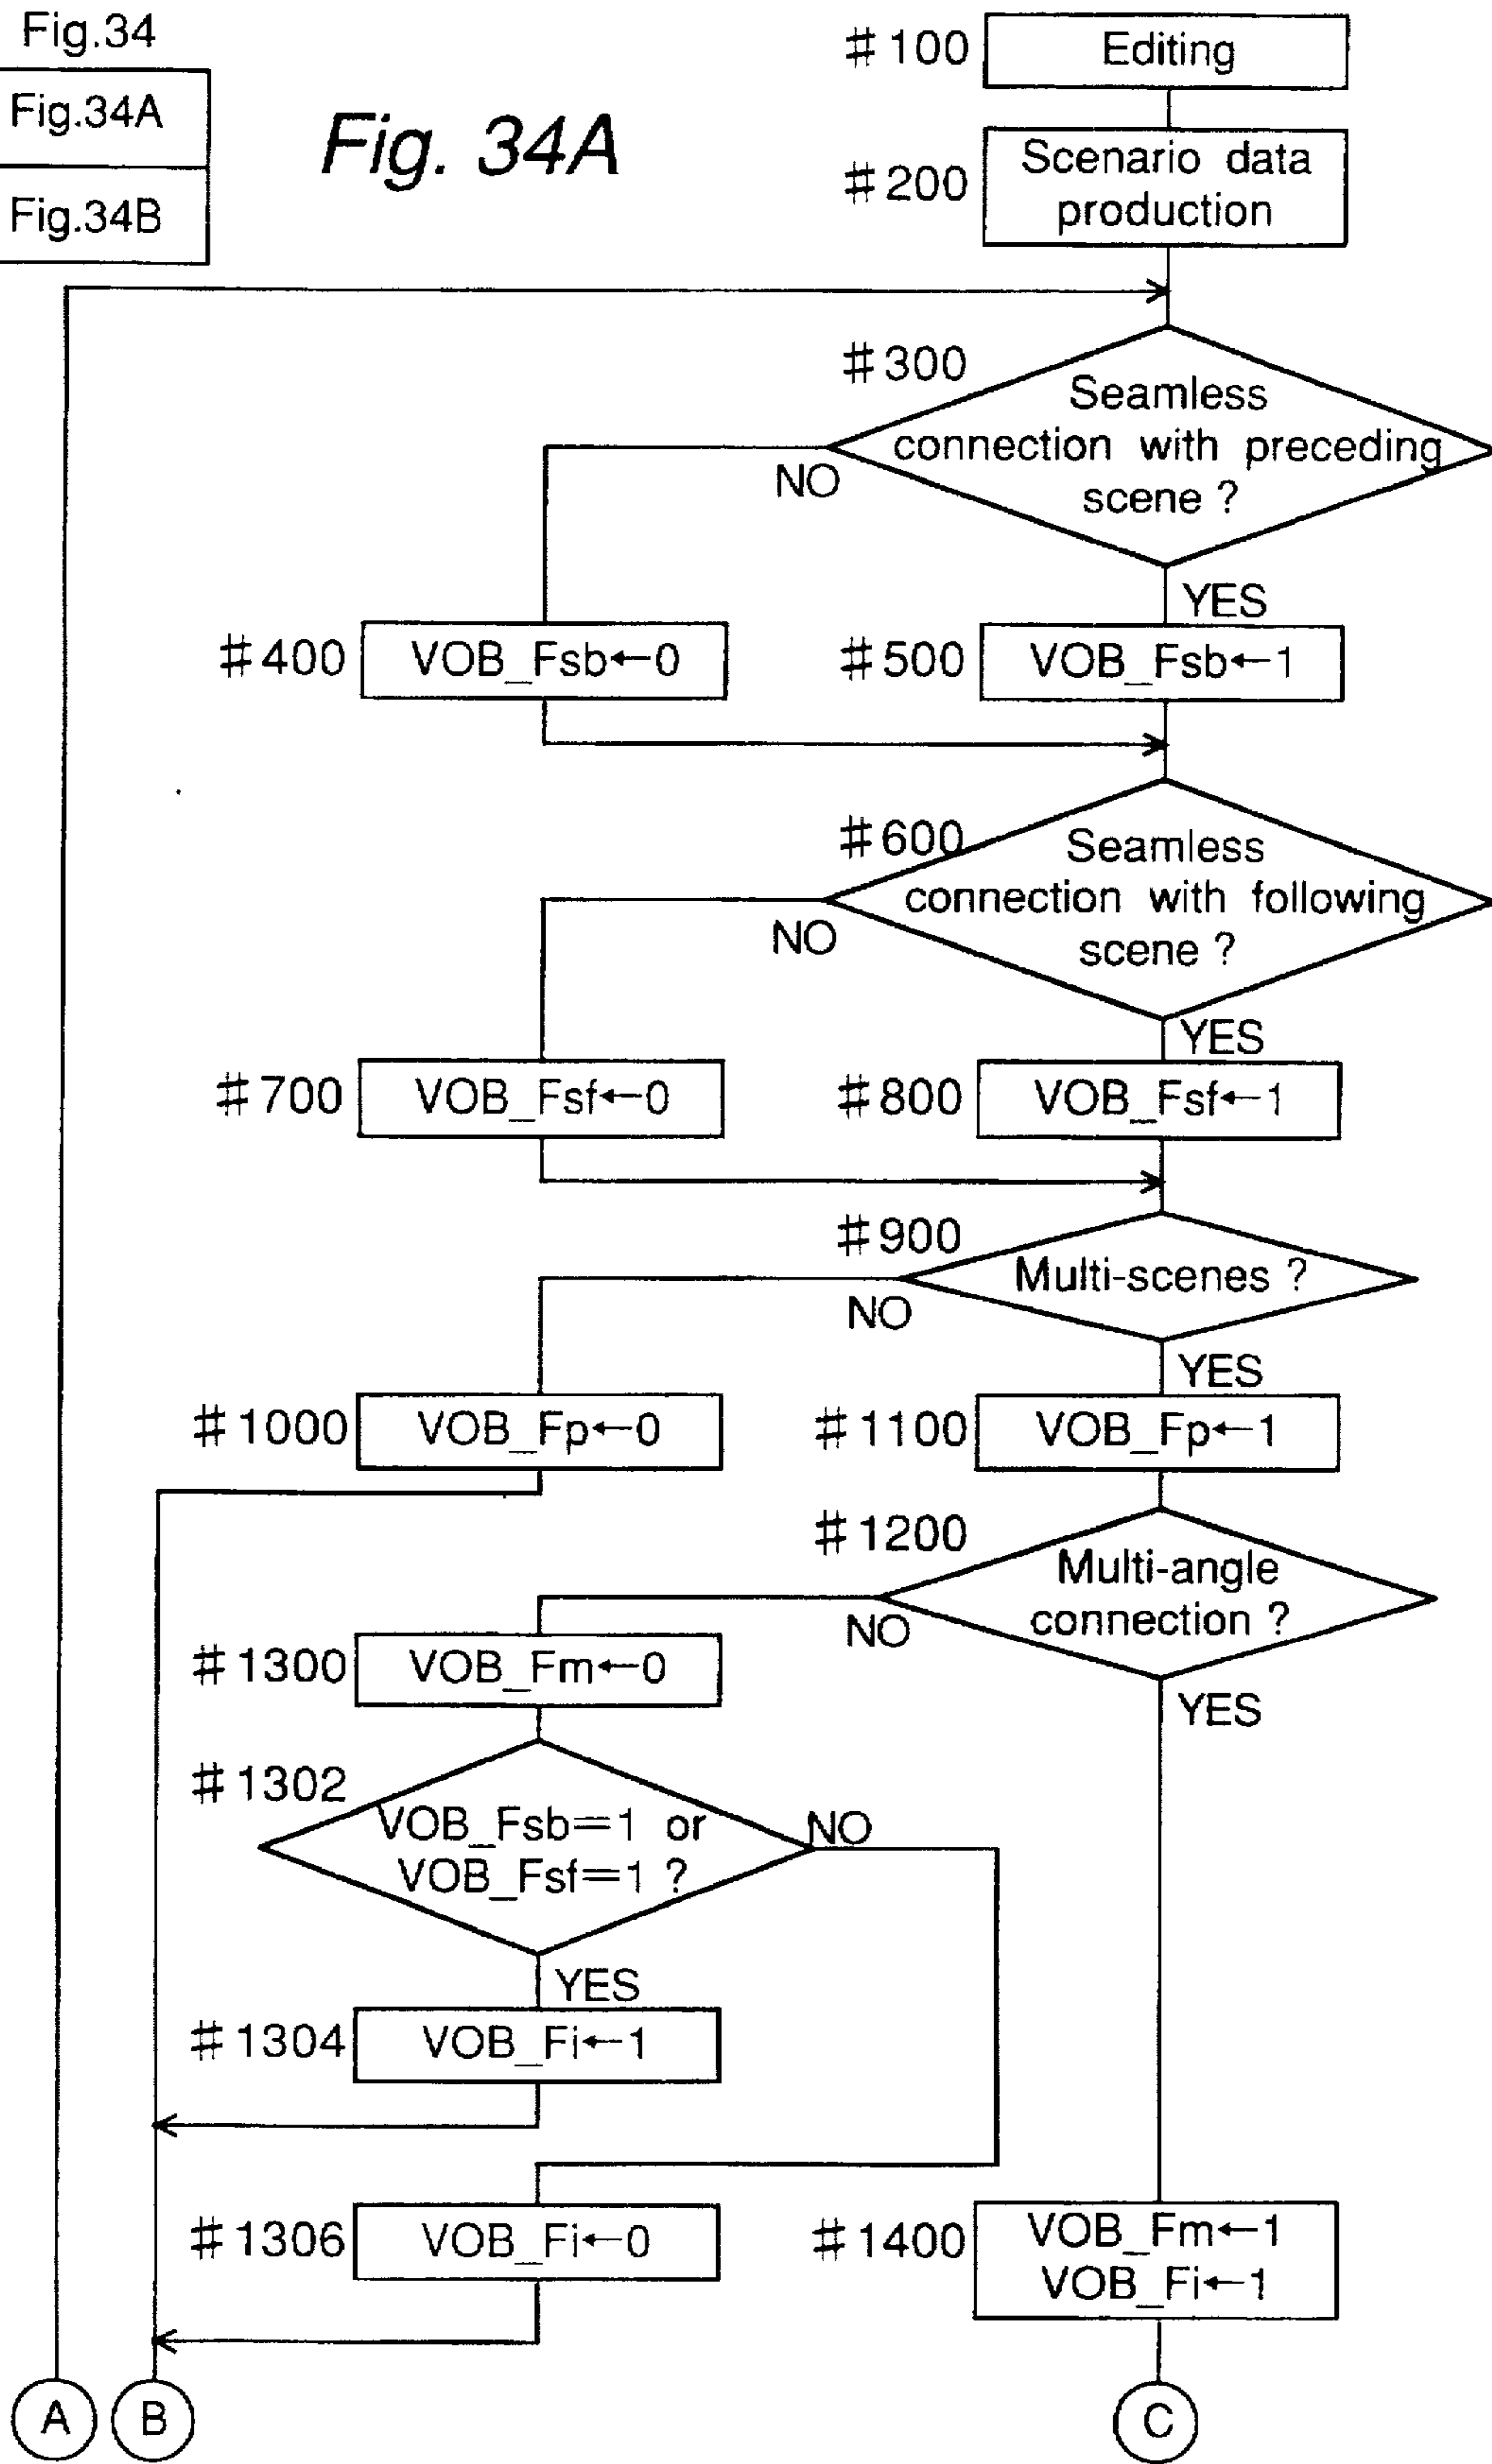 Fig.34
Fig.34A
Fig.34B
Fig. 34A
#100 Editing
#200 Scenario data
production
#300
Seamless
connection with preceding
scene ?
NO
YES
#400 VOB_Fsb←0
#500 VOB_Fsb←1
#600
Seamless
connection with following
scene ?
NO
YES
#700 VOB_Fsf←0
#800 VOB_Fsf←1
#900
Multi-scenes ?
NO
YES
#1000 VOB_Fp←0
#1100 VOB_Fp←1
#1200
Multi-angle
connection ?
NO
YES
#1300 VOB_Fm←0
#1302
VOB_Fsb=1 or
VOB_Fsf=1 ?
NO
YES
#1304 VOB_Fi←1
#1306 VOB_Fi←0
#1400 VOB_Fm←1
VOB_Fi←1
A
B
C